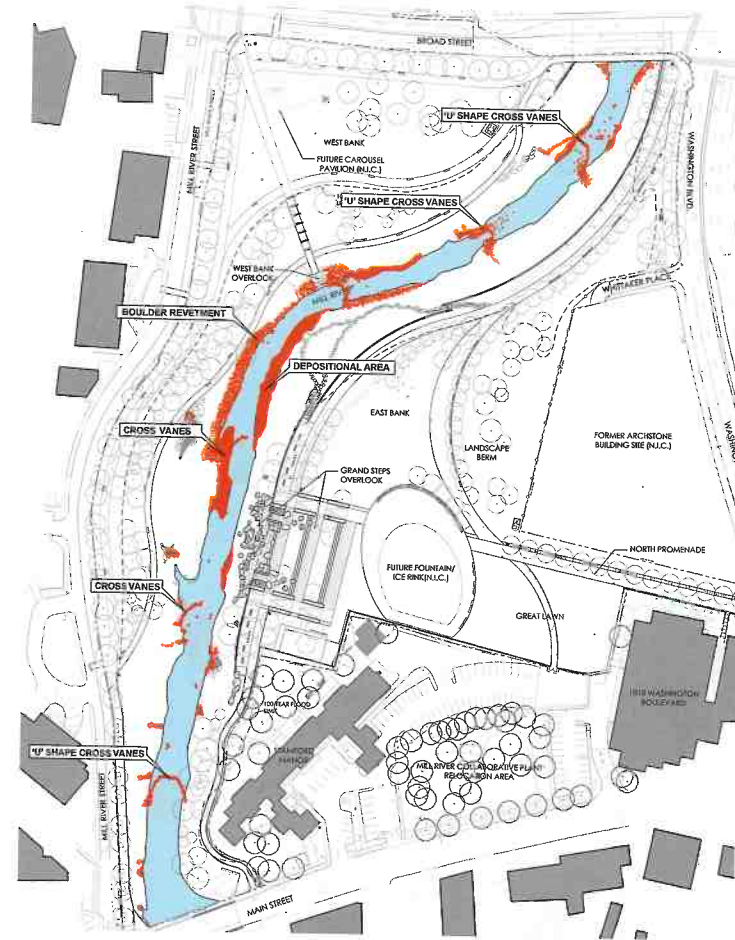 BROAD STREET
'U' SHAPE CROSS VANES
WEST BANK
FUTURE CAROUSEL
PAVILION (N.I.C.)
MILL RIVER STREET
WASHINGTON BLVD.
'U' SHAPE CROSS VANES
WEST BANK
OVERLOOK
MILL RIVER
WHITTAKER PLACE
BOULDER REVETMENT
DEPOSITIONAL AREA
EAST BANK
CROSS VANES
LANDSCAPE
BERM
FORMER ARCHSTONE
BUILDING SITE (N.I.C.)
GRAND STEPS
OVERLOOK
NORTH PROMENADE
FUTURE FOUNTAIN/
ICE RINK(N.I.C.)
CROSS VANES
GREAT LAWN
100 YEAR FLOOD
LIMIT
WASHINGTON
BOULEVARD
'U' SHAPE CROSS VANES
STAMFORD
MANOR
MILL RIVER COLLABORATIVE PLANT
RELOCATION AREA
MILL RIVER STREET
MAIN STREET